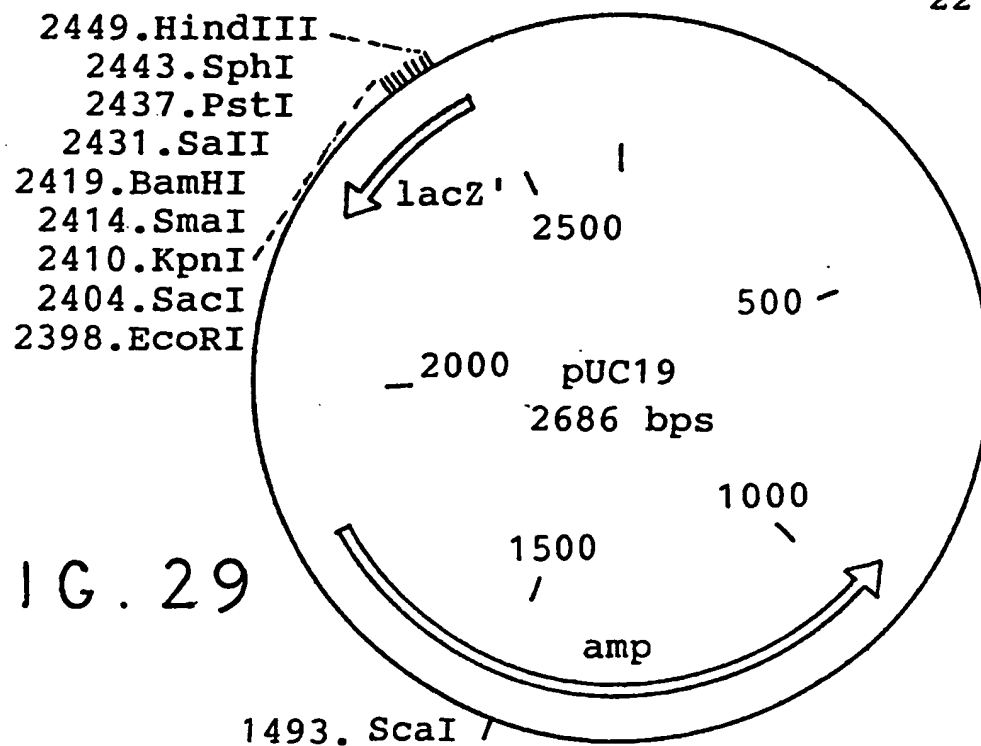 22
2449.HindIII
2443.SphI
2437.PstI
2431.SaII
2419.BamHI
2414.SmaI
2410.KpnI
2404.SacI
2398.EcoRI
lacZ'
2500
500
2000
pUC19
2686 bps
1000
1500
IG.29
amp
1493. ScaI